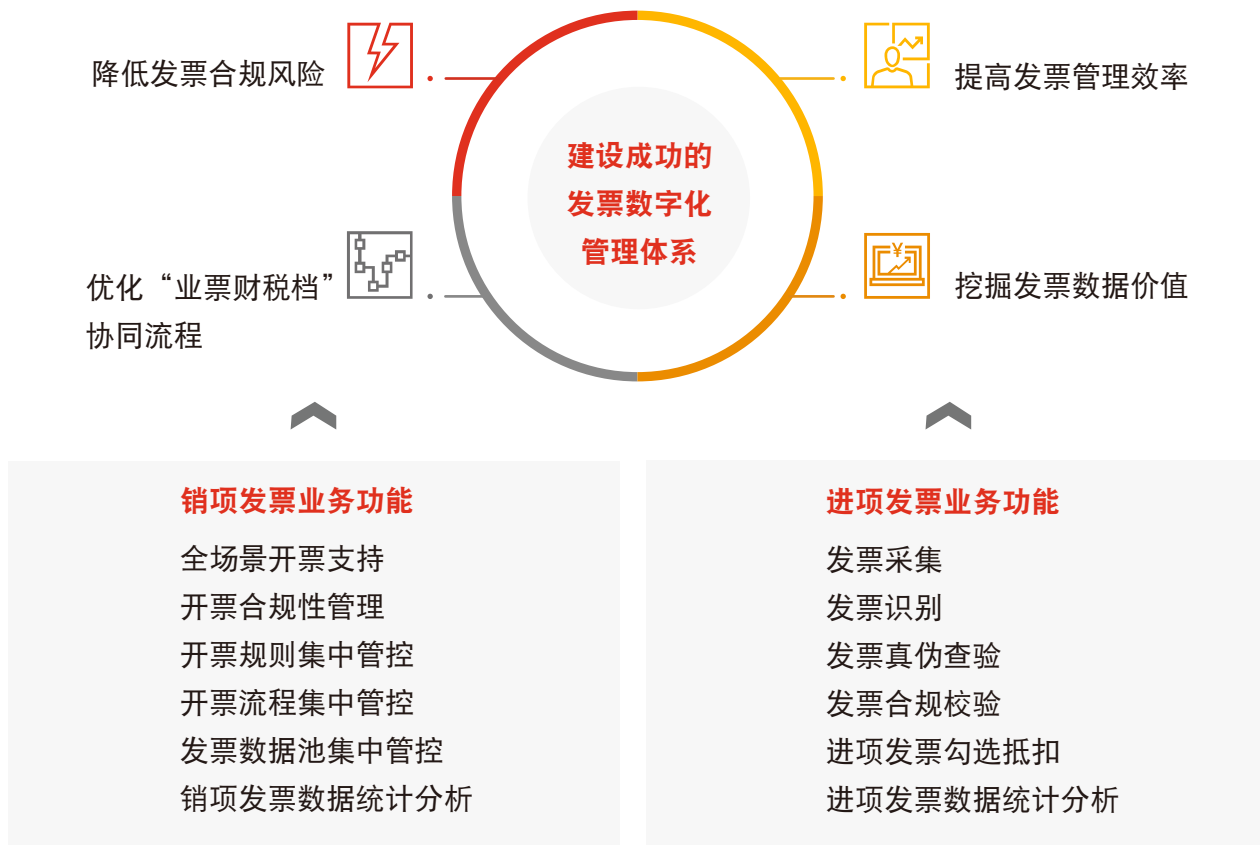 降低发票合规风险
提高发票管理效率
建设成功的
发票数字化
管理体系
优化“业票财税档”
协同流程
挖掘发票数据价值
销项发票业务功能
全场景开票支持
开票合规性管理
开票规则集中管控
开票流程集中管控
发票数据池集中管控
销项发票数据统计分析
进项发票业务功能
发票采集
发票识别
发票真伪查验
发票合规校验
进项发票勾选抵扣
进项发票数据统计分析